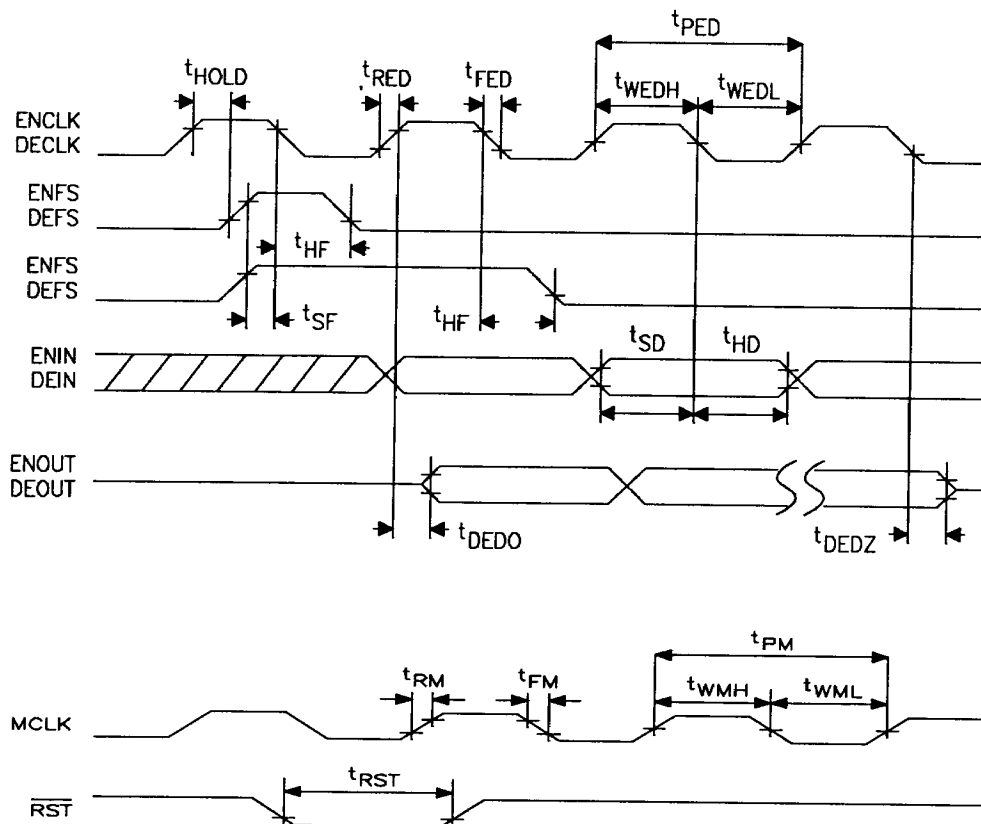 tPED
tHOLD
tRED
tFED
tWEDH
tWEDL
ENCLK
DECLK
ENFS
DEFS
tHF
ENFS
DEFS
tSF
tHF
tSD
tHD
ENIN
DEIN
ENOUT
DEOUT
tDEDO
tDEDZ
tPM
tRM
tFM
tWMH
tWML
MCLK
tRST
RST